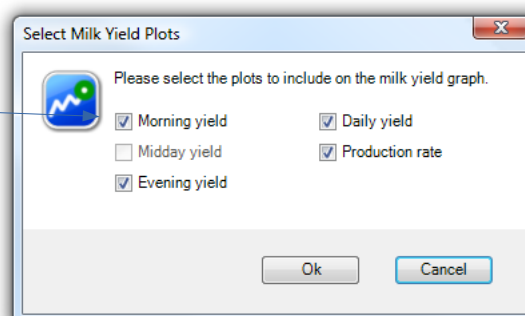 Select Milk Yield Plots
Please select the plots to include on the milk yield graph.
Morning yield
Daily yield
Midday yield
Production rate
Evening yield
Ok
Cancel